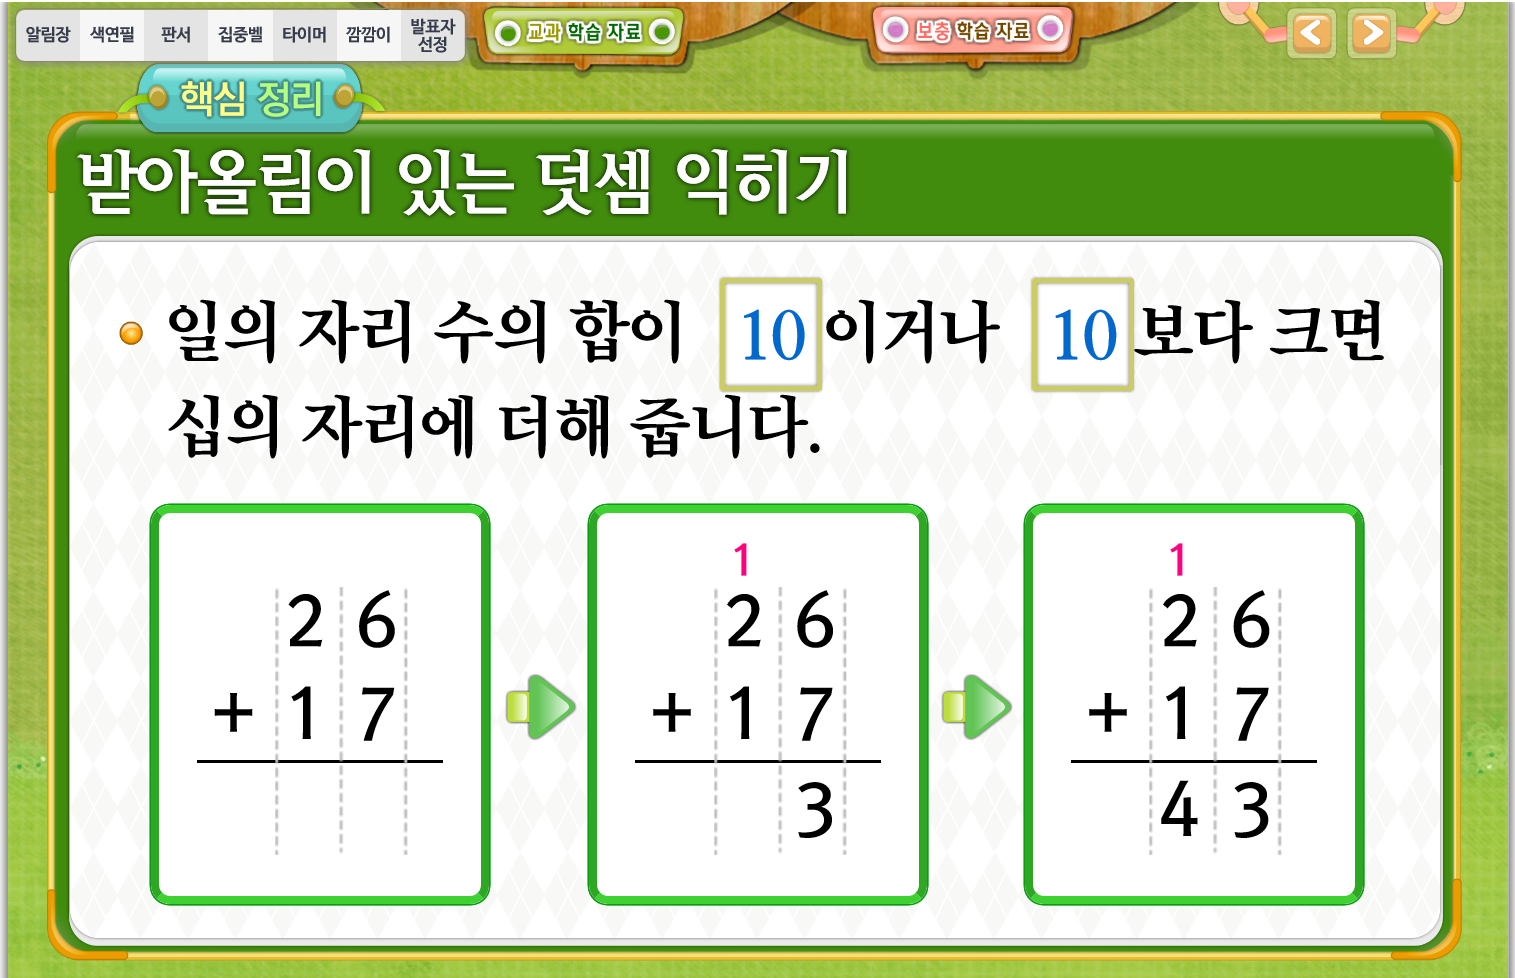 알림장 색연필 판서 집중벨 타이머 깜깜이 발표자 선정
교과 학습 자료
보충 학습 자료
핵심 정리
받아올림이 있는 덧셈 익히기
일의 자리 수의 합이 10 이거나 10 보다 크면
십의 자리에 더해 줍니다.
2 6
+ 1 7
1
2 6
+ 1 7
3
1
2 6
+ 1 7
4 3